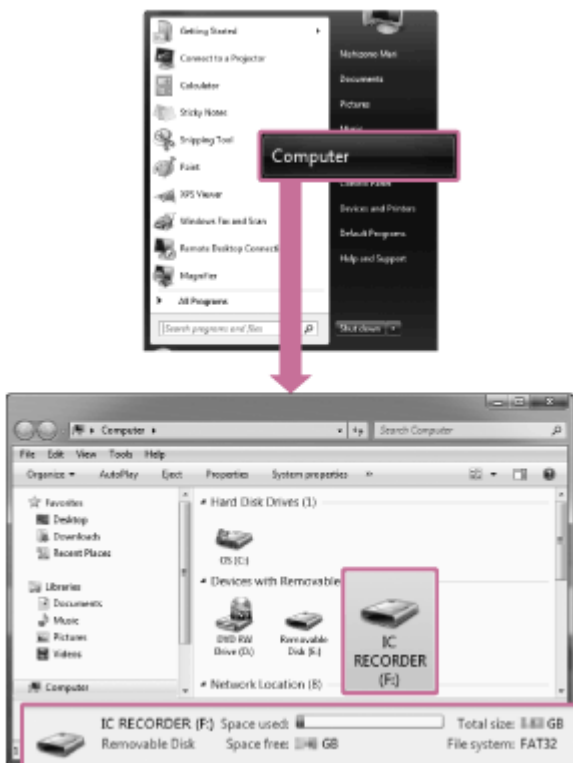 Getting Started
Connect to a Projector
Calculator
Sticky Notes
Snipping Tool
Paint
XPS Viewer
Windows Fax and Scan
Remote Desktop Connecti
Magnifier
All Programs
Search programs and files
Documents
Pictures
Music
Computer
Control Panel
Devices and Printers
Default Programs
Help and Support
Shut down
Computer
Search Computer
File Edit View Tools Help
Organize AutoPlay Eject Properties System properties »
Favorites
Desktop
Downloads
Recent Places
Libraries
Documents
Music
Pictures
Videos
Computer
Hard Disk Drives (1)
OS (C:)
Devices with Removable
DVD RW
Drive (D:)
Removable
Disk (E:)
IC
RECORDER
(F:)
Network Location (8)
IC RECORDER (F:) Space used: Total size: GB
Removable Disk Space free: GB File system: FAT32